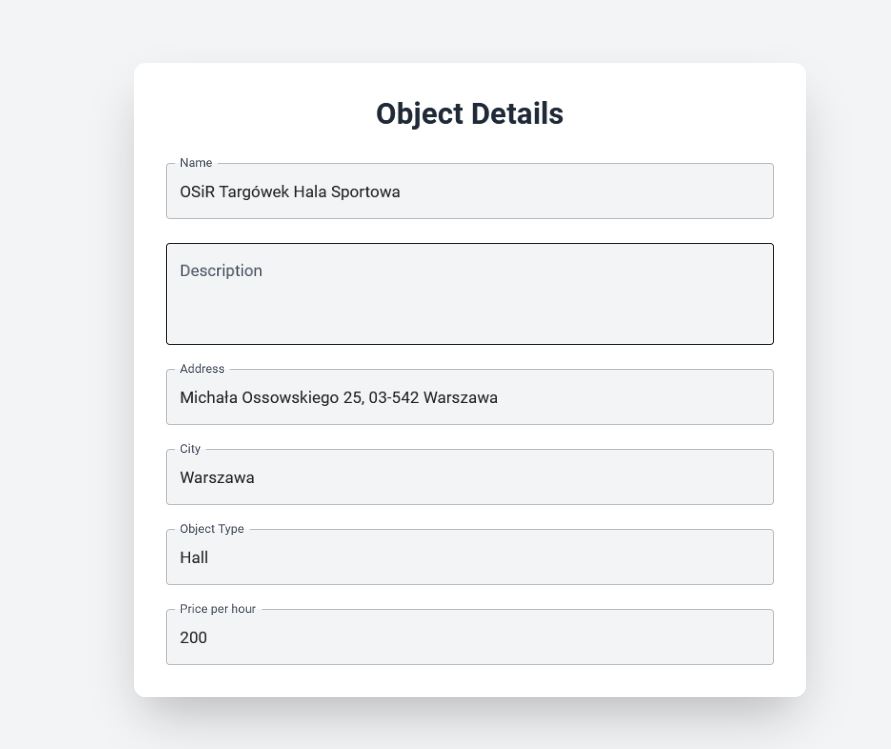 Object Details
Name
OSiR Targówek Hala Sportowa
Description
Address
Michała Ossowskiego 25, 03-542 Warszawa
City
Warszawa
Object Type
Hall
Price per hour
200